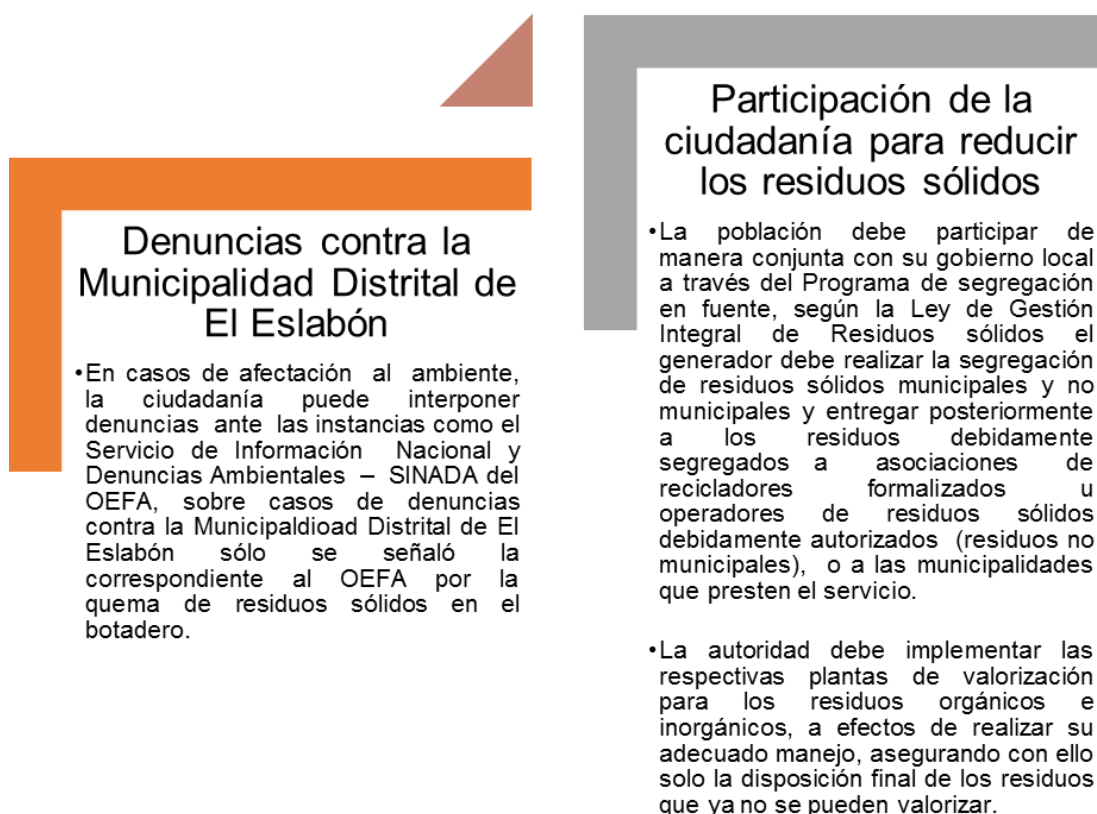 Denuncias contra la
Municipalidad Distrital de
El Eslabón
•En casos de afectación al ambiente,
la ciudadanía puede interponer
denuncias ante las instancias como el
Servicio de Información Nacional y
Denuncias Ambientales – SINADA del
OEFA, sobre casos de denuncias
contra la Municipaldioad Distrital de El
Eslabón sólo se señaló la
correspondiente al OEFA por la
quema de residuos sólidos en el
botadero.
Participación de la
ciudadanía para reducir
los residuos sólidos
•La población debe participar de
manera conjunta con su gobierno local
a través del Programa de segregación
en fuente, según la Ley de Gestión
Integral de Residuos sólidos el
generador debe realizar la segregación
de residuos sólidos municipales y no
municipales y entregar posteriormente
a los residuos debidamente
segregados a asociaciones de
recicladores formalizados u
operadores de residuos sólidos
debidamente autorizados (residuos no
municipales), o a las municipalidades
que presten el servicio.
•La autoridad debe implementar las
respectivas plantas de valorización
para los residuos orgánicos e
inorgánicos, a efectos de realizar su
adecuado manejo, asegurando con ello
solo la disposición final de los residuos
que ya no se pueden valorizar.